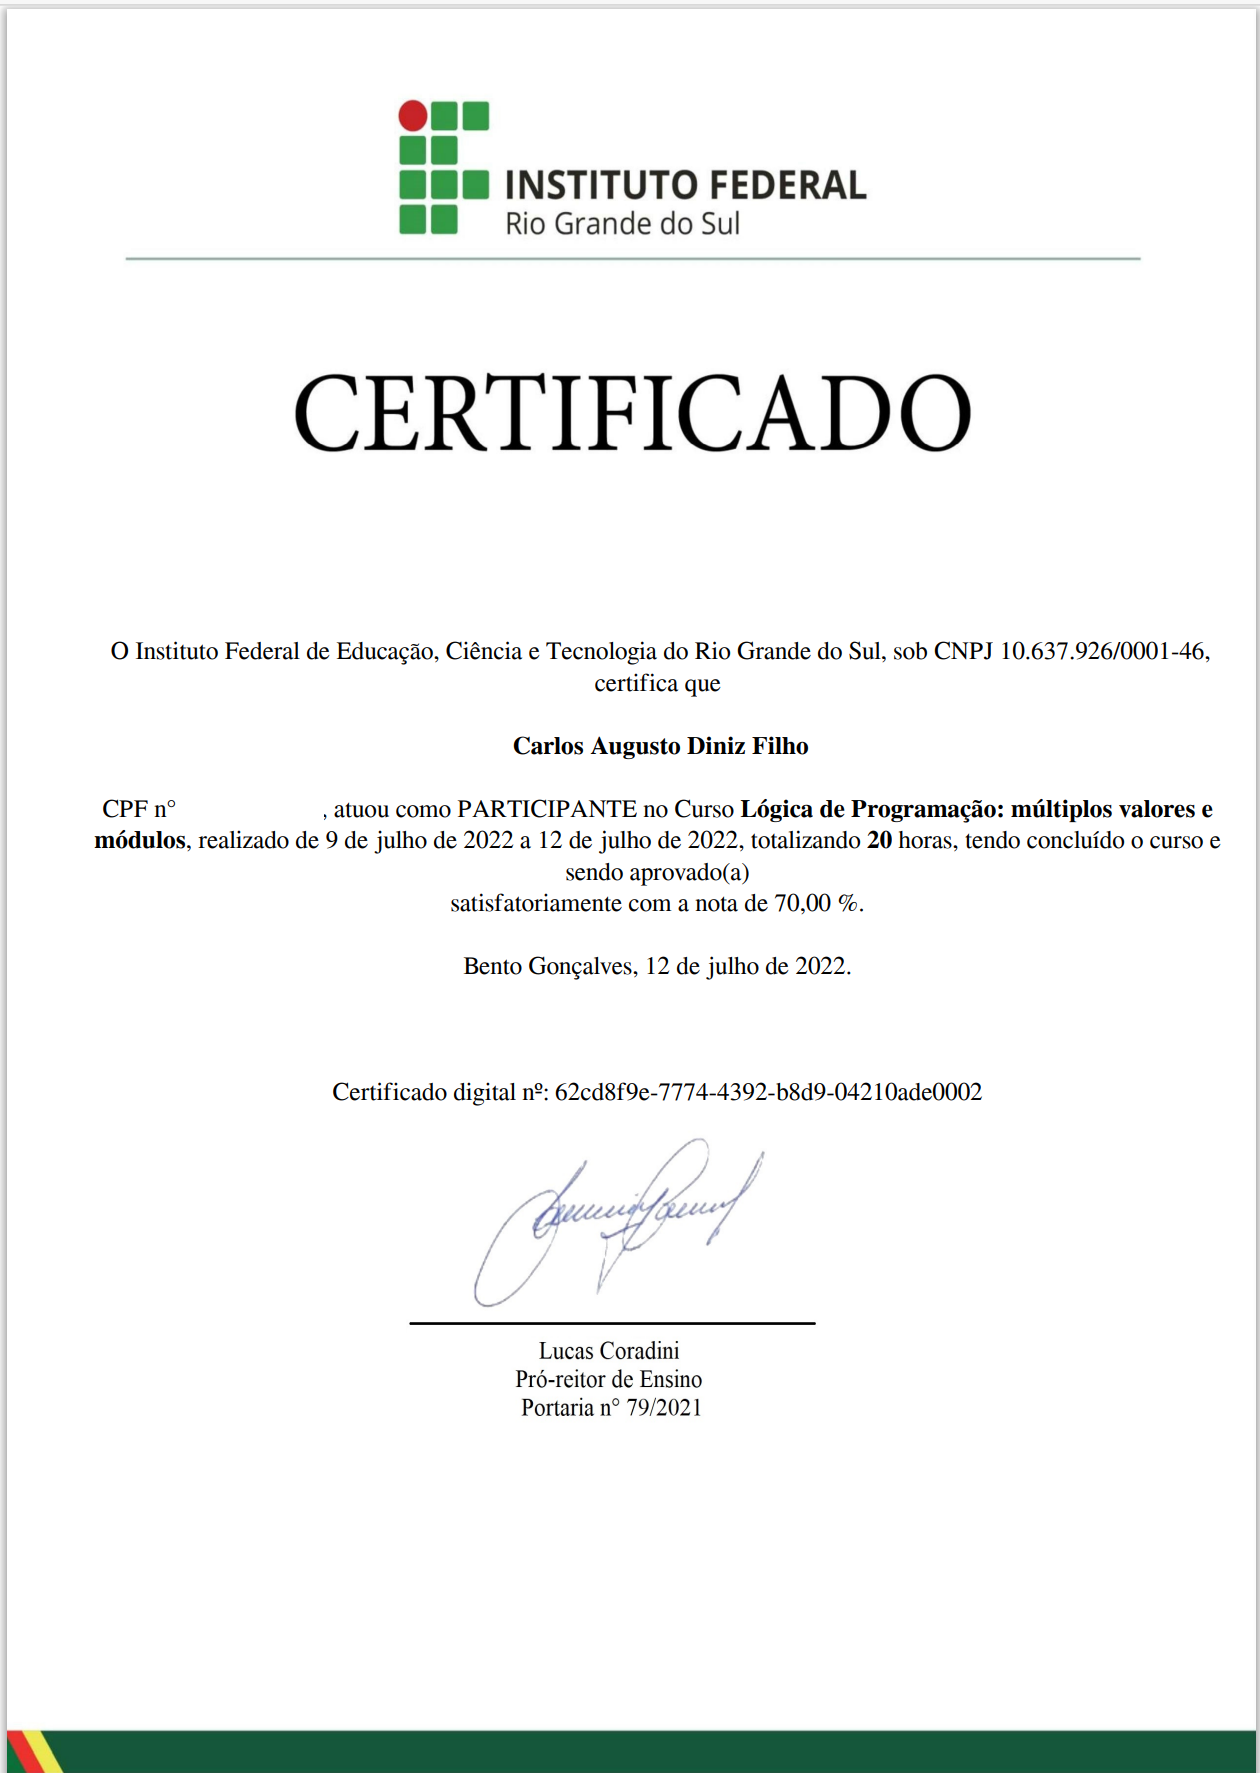 INSTITUTO FEDERAL
Rio Grande do Sul
CERTIFICADO
O Instituto Federal de Educação, Ciência e Tecnologia do Rio Grande do Sul, sob CNPJ 10.637.926/0001-46,
certifica que
Carlos Augusto Diniz Filho
CPF n° , atuou como PARTICIPANTE no Curso Lógica de Programação: múltiplos valores e
módulos, realizado de 9 de julho de 2022 a 12 de julho de 2022, totalizando 20 horas, tendo concluído o curso e
sendo aprovado(a)
satisfatoriamente com a nota de 70,00 %.
Bento Gonçalves, 12 de julho de 2022.
Certificado digital nº: 62cd8f9e-7774-4392-b8d9-04210ade0002
Lucas Coradini
Pró-reitor de Ensino
Portaria n° 79/2021